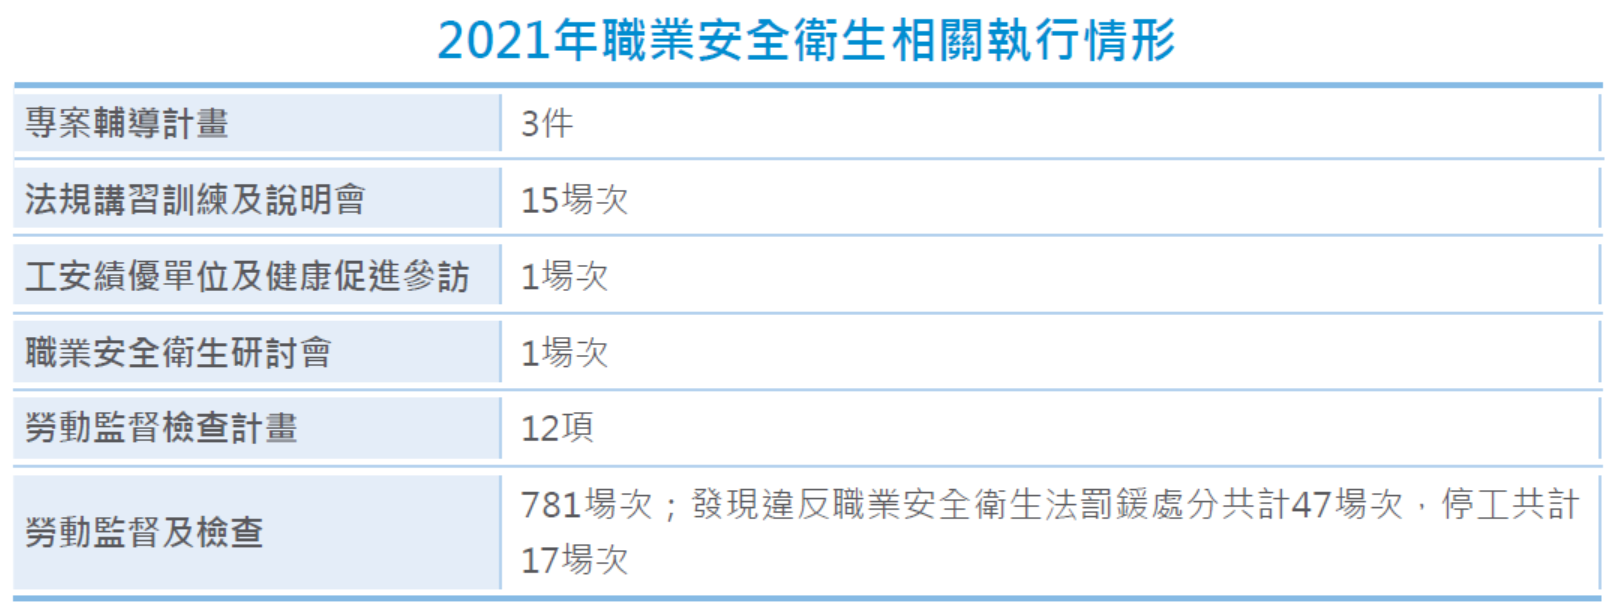 2021年職業安全衛生相關執行情形
專案輔導計畫
3件
法規講習訓練及說明會
15場次
工安績優單位及健康促進參訪
1場次
職業安全衛生研討會
1場次
勞動監督檢查計畫
12項
勞動監督及檢查
781場次；發現違反職業安全衛生法罰鍰處分共計47場次，停工共計
17場次